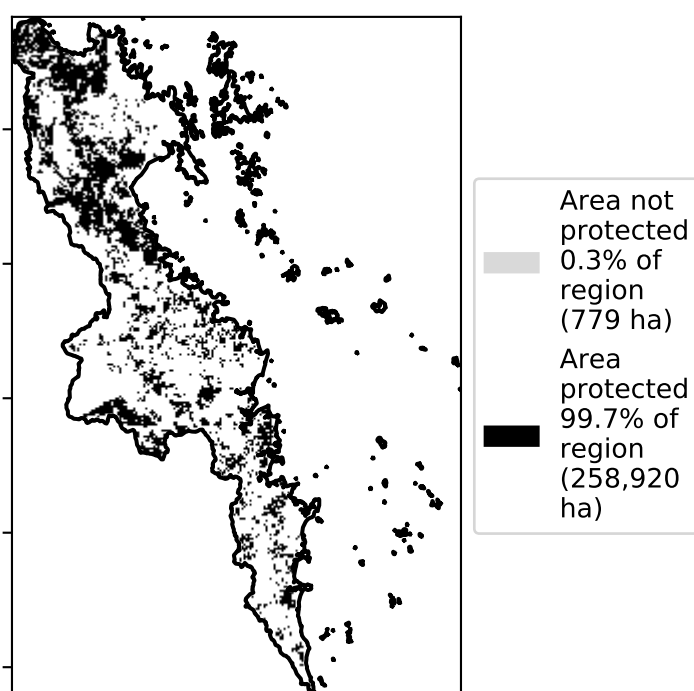 Area not
protected
0.3% of
region
(779 ha)
Area
protected
99.7% of
region
(258,920
ha)